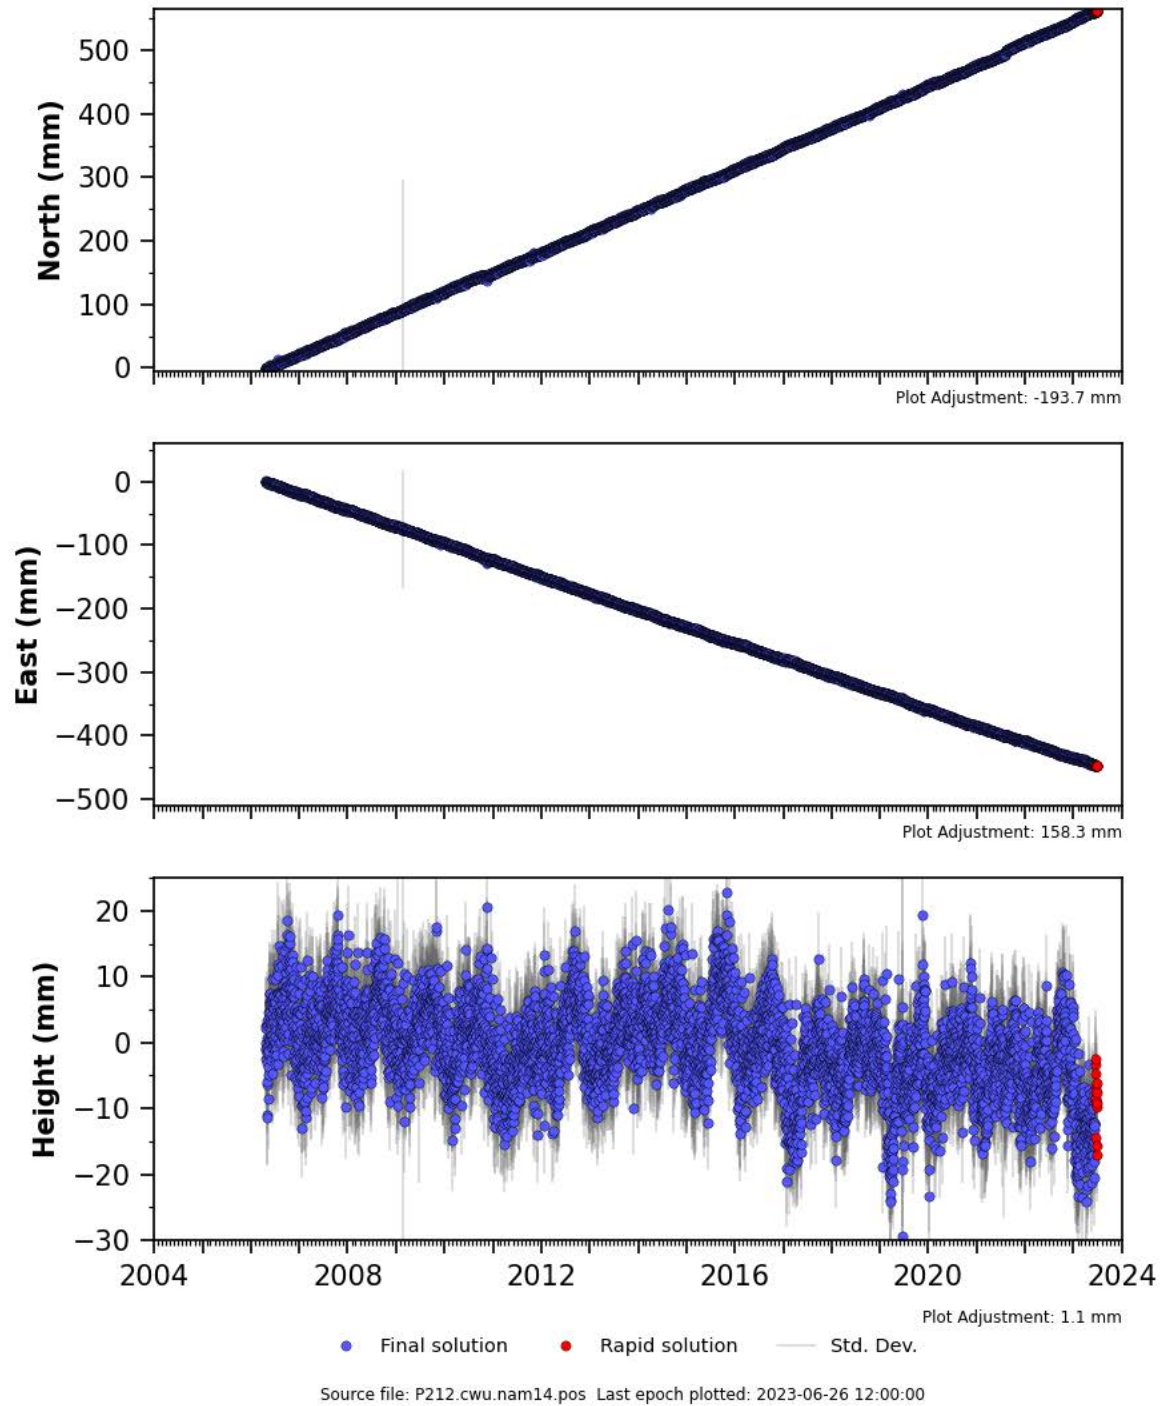 North (mm)
500
400
300
200
100
0
Plot Adjustment: -193.7 mm
East (mm)
0
−100
−200
−300
−400
−500
Plot Adjustment: 158.3 mm
Height (mm)
20
10
0
−10
−20
−30
2004 2008 2012 2016 2020 2024
Plot Adjustment: 1.1 mm
Final solution Rapid solution Std. Dev.
Source file: P212.cwu.nam14.pos Last epoch plotted: 2023-06-26 12:00:00